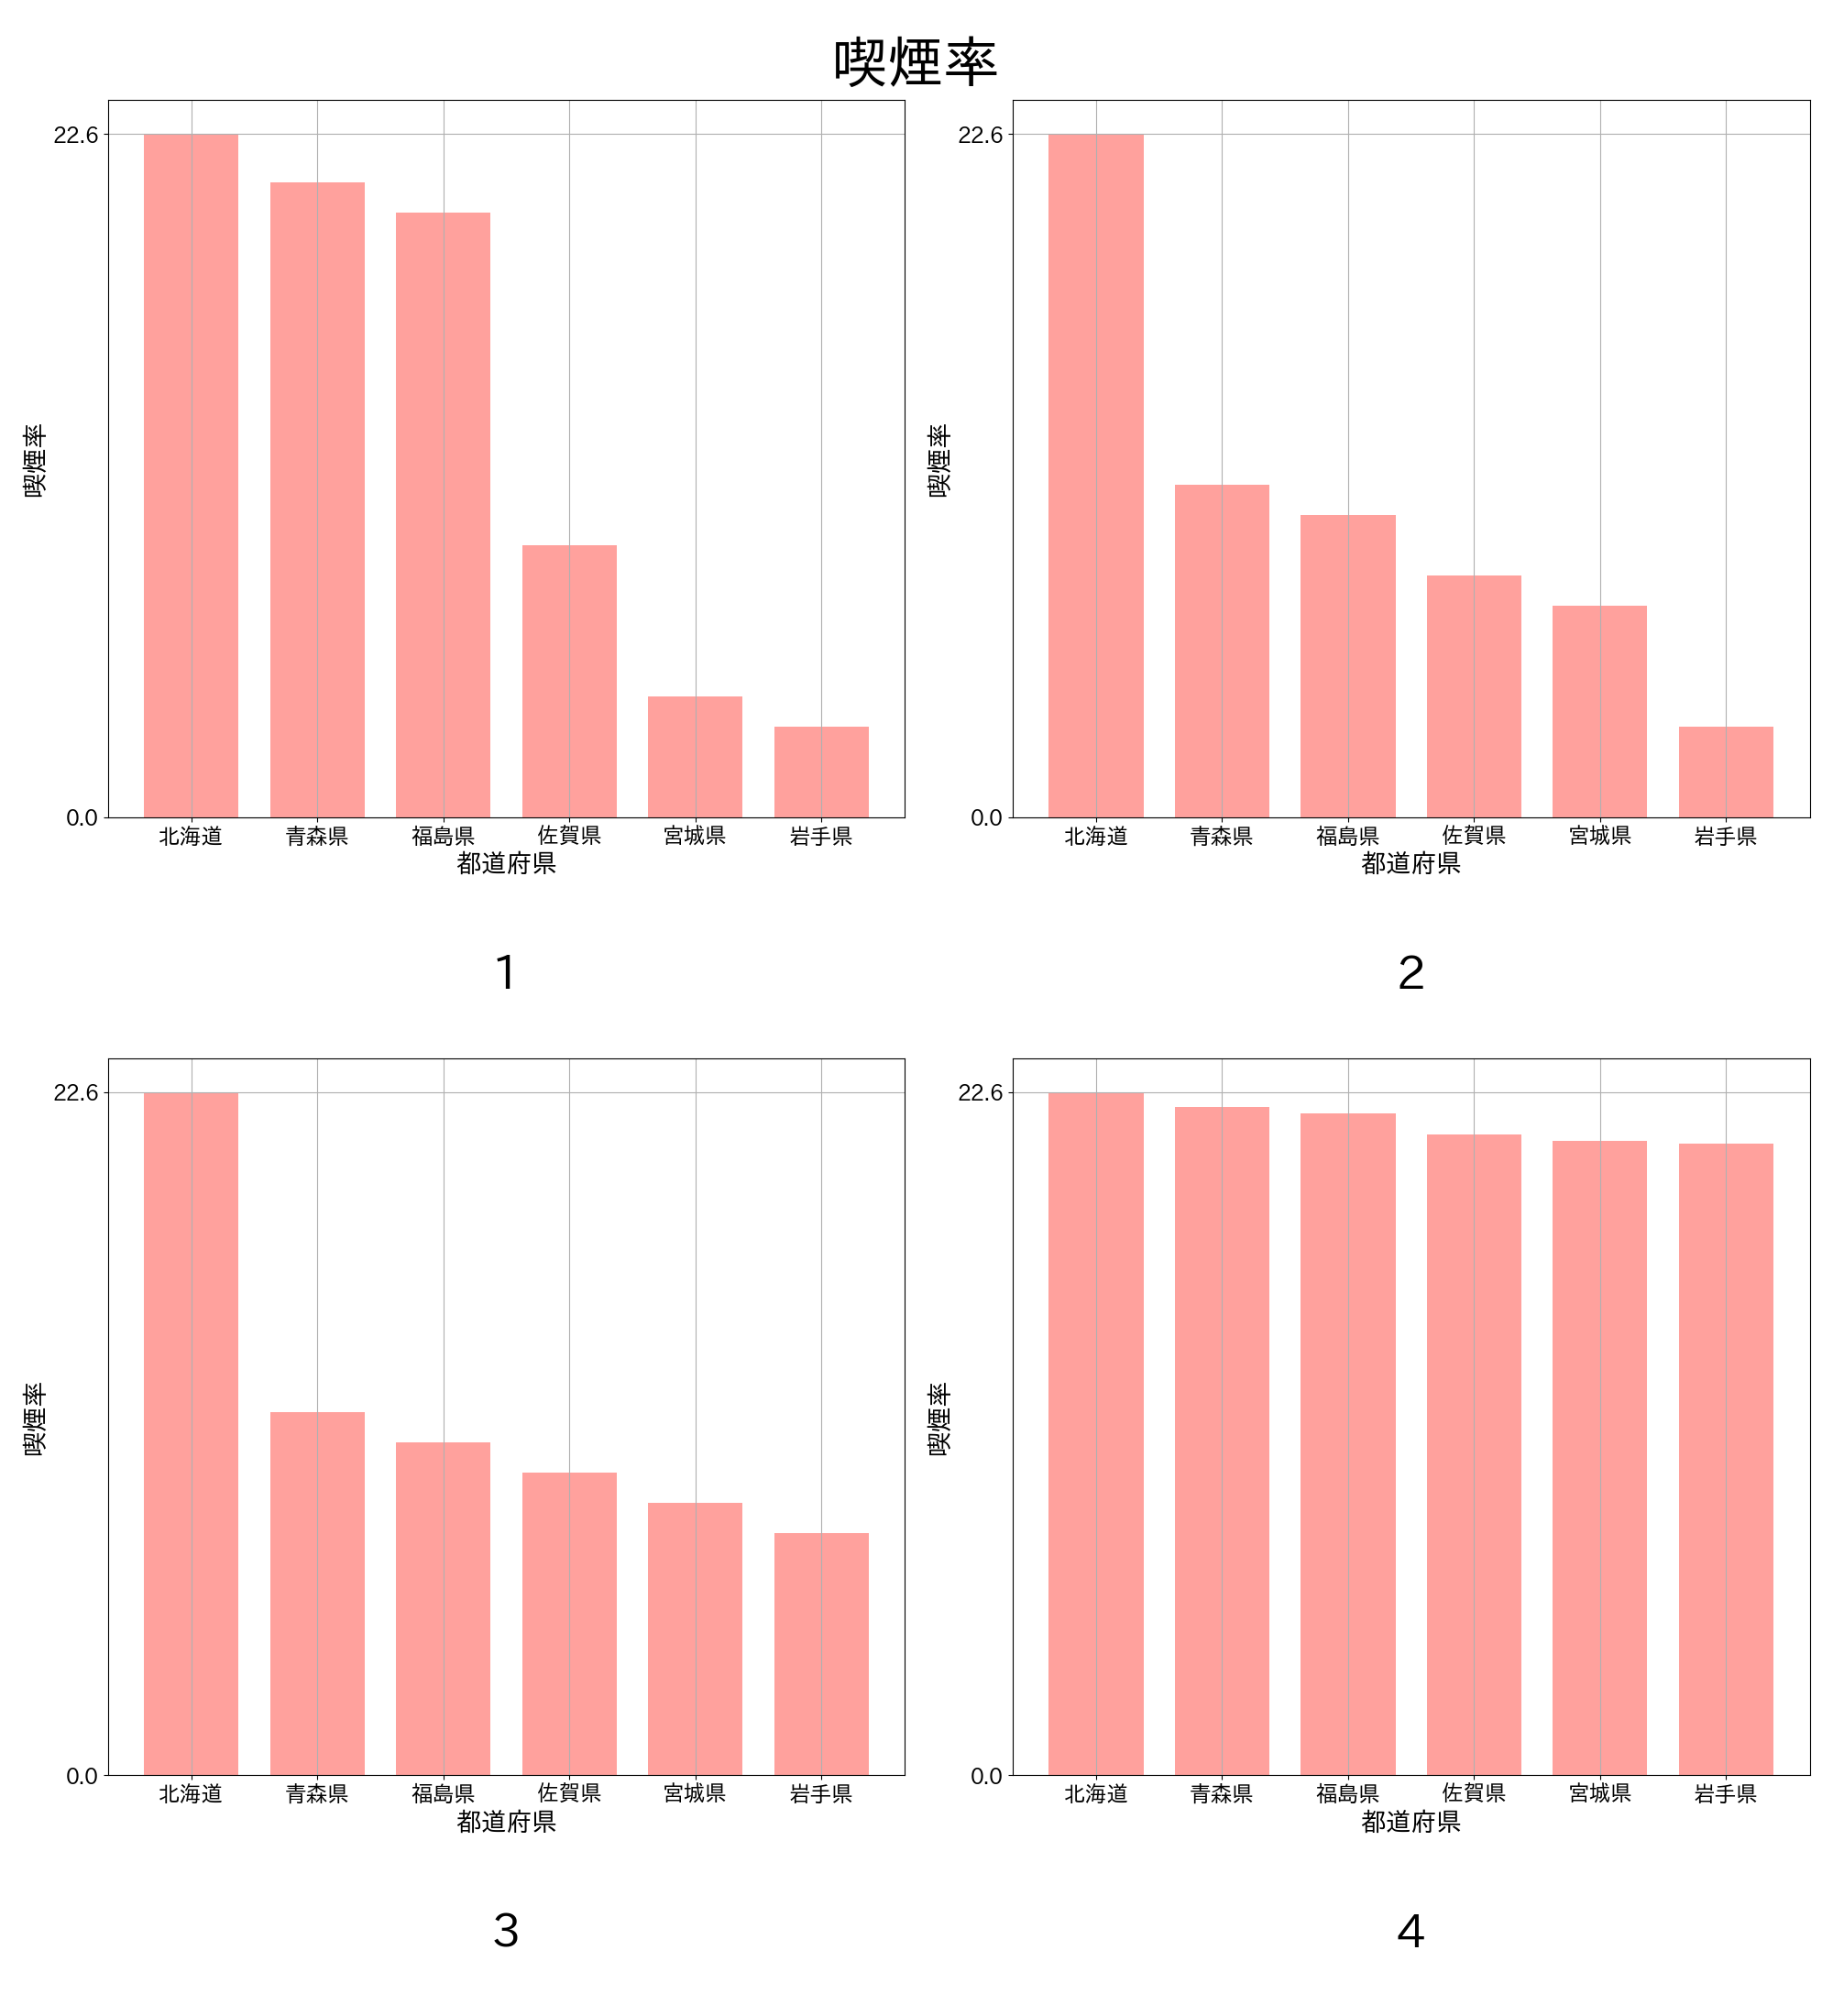 喫煙率
22.6
0.0
喫煙率
北海道 青森県 福島県 佐賀県 宮城県 岩手県
都道府県
1
22.6
0.0
喫煙率
北海道 青森県 福島県 佐賀県 宮城県 岩手県
都道府県
2
22.6
0.0
喫煙率
北海道 青森県 福島県 佐賀県 宮城県 岩手県
都道府県
3
22.6
0.0
喫煙率
北海道 青森県 福島県 佐賀県 宮城県 岩手県
都道府県
4